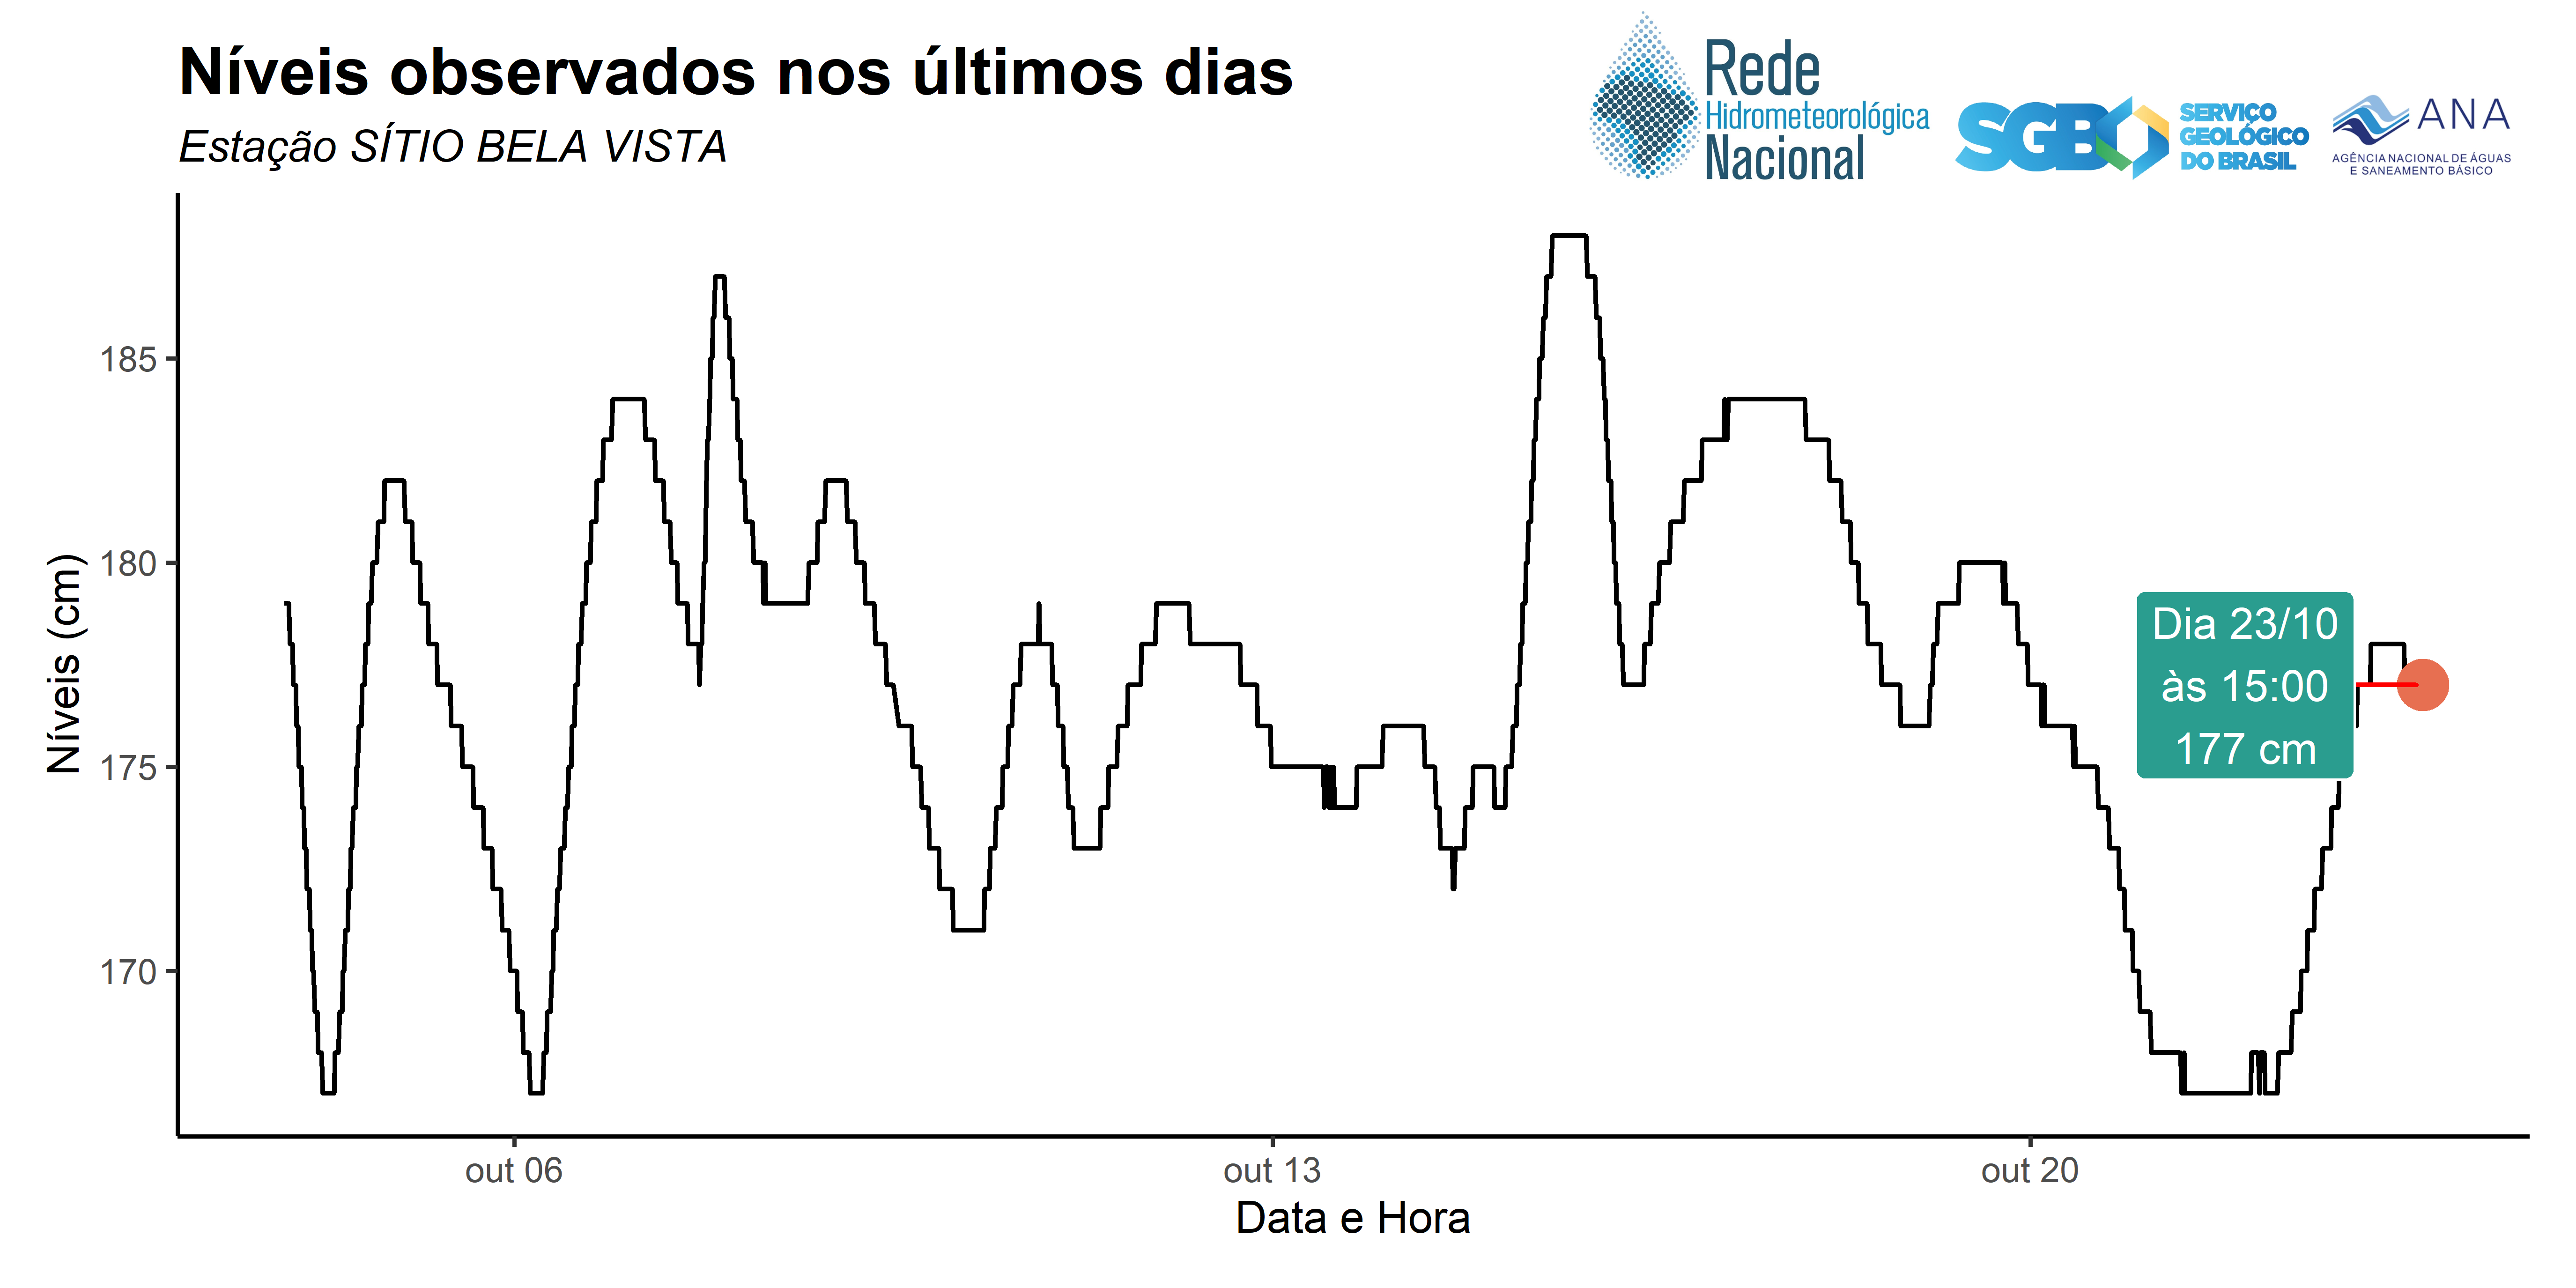 Níveis observados nos últimos dias
Estação SÍTIO BELA VISTA
Rede
Hidrometeorológica
Nacional
SGB
SERVIÇO
GEOLÓGICO
DO BRASIL
ANA
AGÊNCIA NACIONAL DE ÁGUAS
E SANEAMENTO BÁSICO
Níveis (cm)
185
180
175
170
Dia 23/10
às 15:00
177 cm
out 06
out 13
out 20
Data e Hora